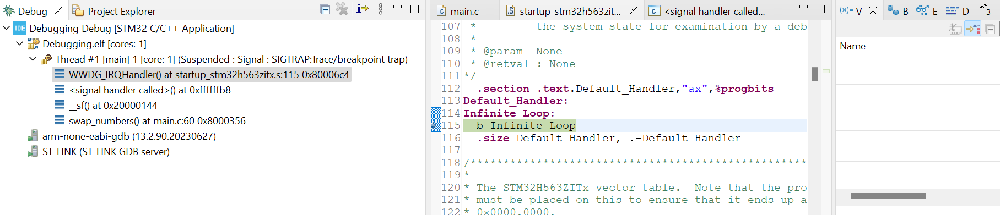 Debug
Project Explorer
Debugging Debug [STM32 C/C++ Application]
IDE
Debugging.elf [cores: 1]
Thread #1 [main] 1 [core: 1] (Suspended : Signal : SIGTRAP:Trace/breakpoint trap)
WWDG_IRQHandler() at startup_stm32h563zitx.s:115 0x80006c4
<signal handler called>() at 0xffffffb8
__sf() at 0x20000144
swap_numbers() at main.c:60 0x8000356
arm-none-eabi-gdb (13.2.90.20230627)
ST-LINK (ST-LINK GDB server)
main.c
startup_stm32h563zit...
<signal handler called...
107 * the system state for examination by a deb
108 *
109 * @param None
110 * @retval : None
111 */
112 .section .text.Default_Handler,"ax",%progbits
113 Default_Handler:
114 Infinite_Loop:
115 b Infinite_Loop
116 .size Default_Handler, .-Default_Handler
117
118 /***************************************************
119 *
120 * The STM32H563ZITx vector table. Note that the pro
121 * must be placed on this to ensure that it ends up a
122 * 0x0000.0000.
(x)= V
B
E
D
3
Name